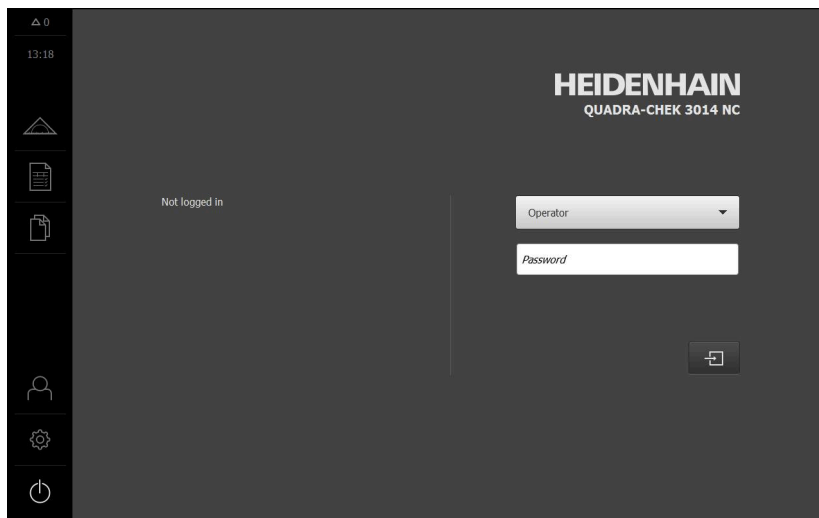 0
13:18
HEIDENHAIN
QUADRA-CHEK 3014 NC
Not logged in
Operator
Password